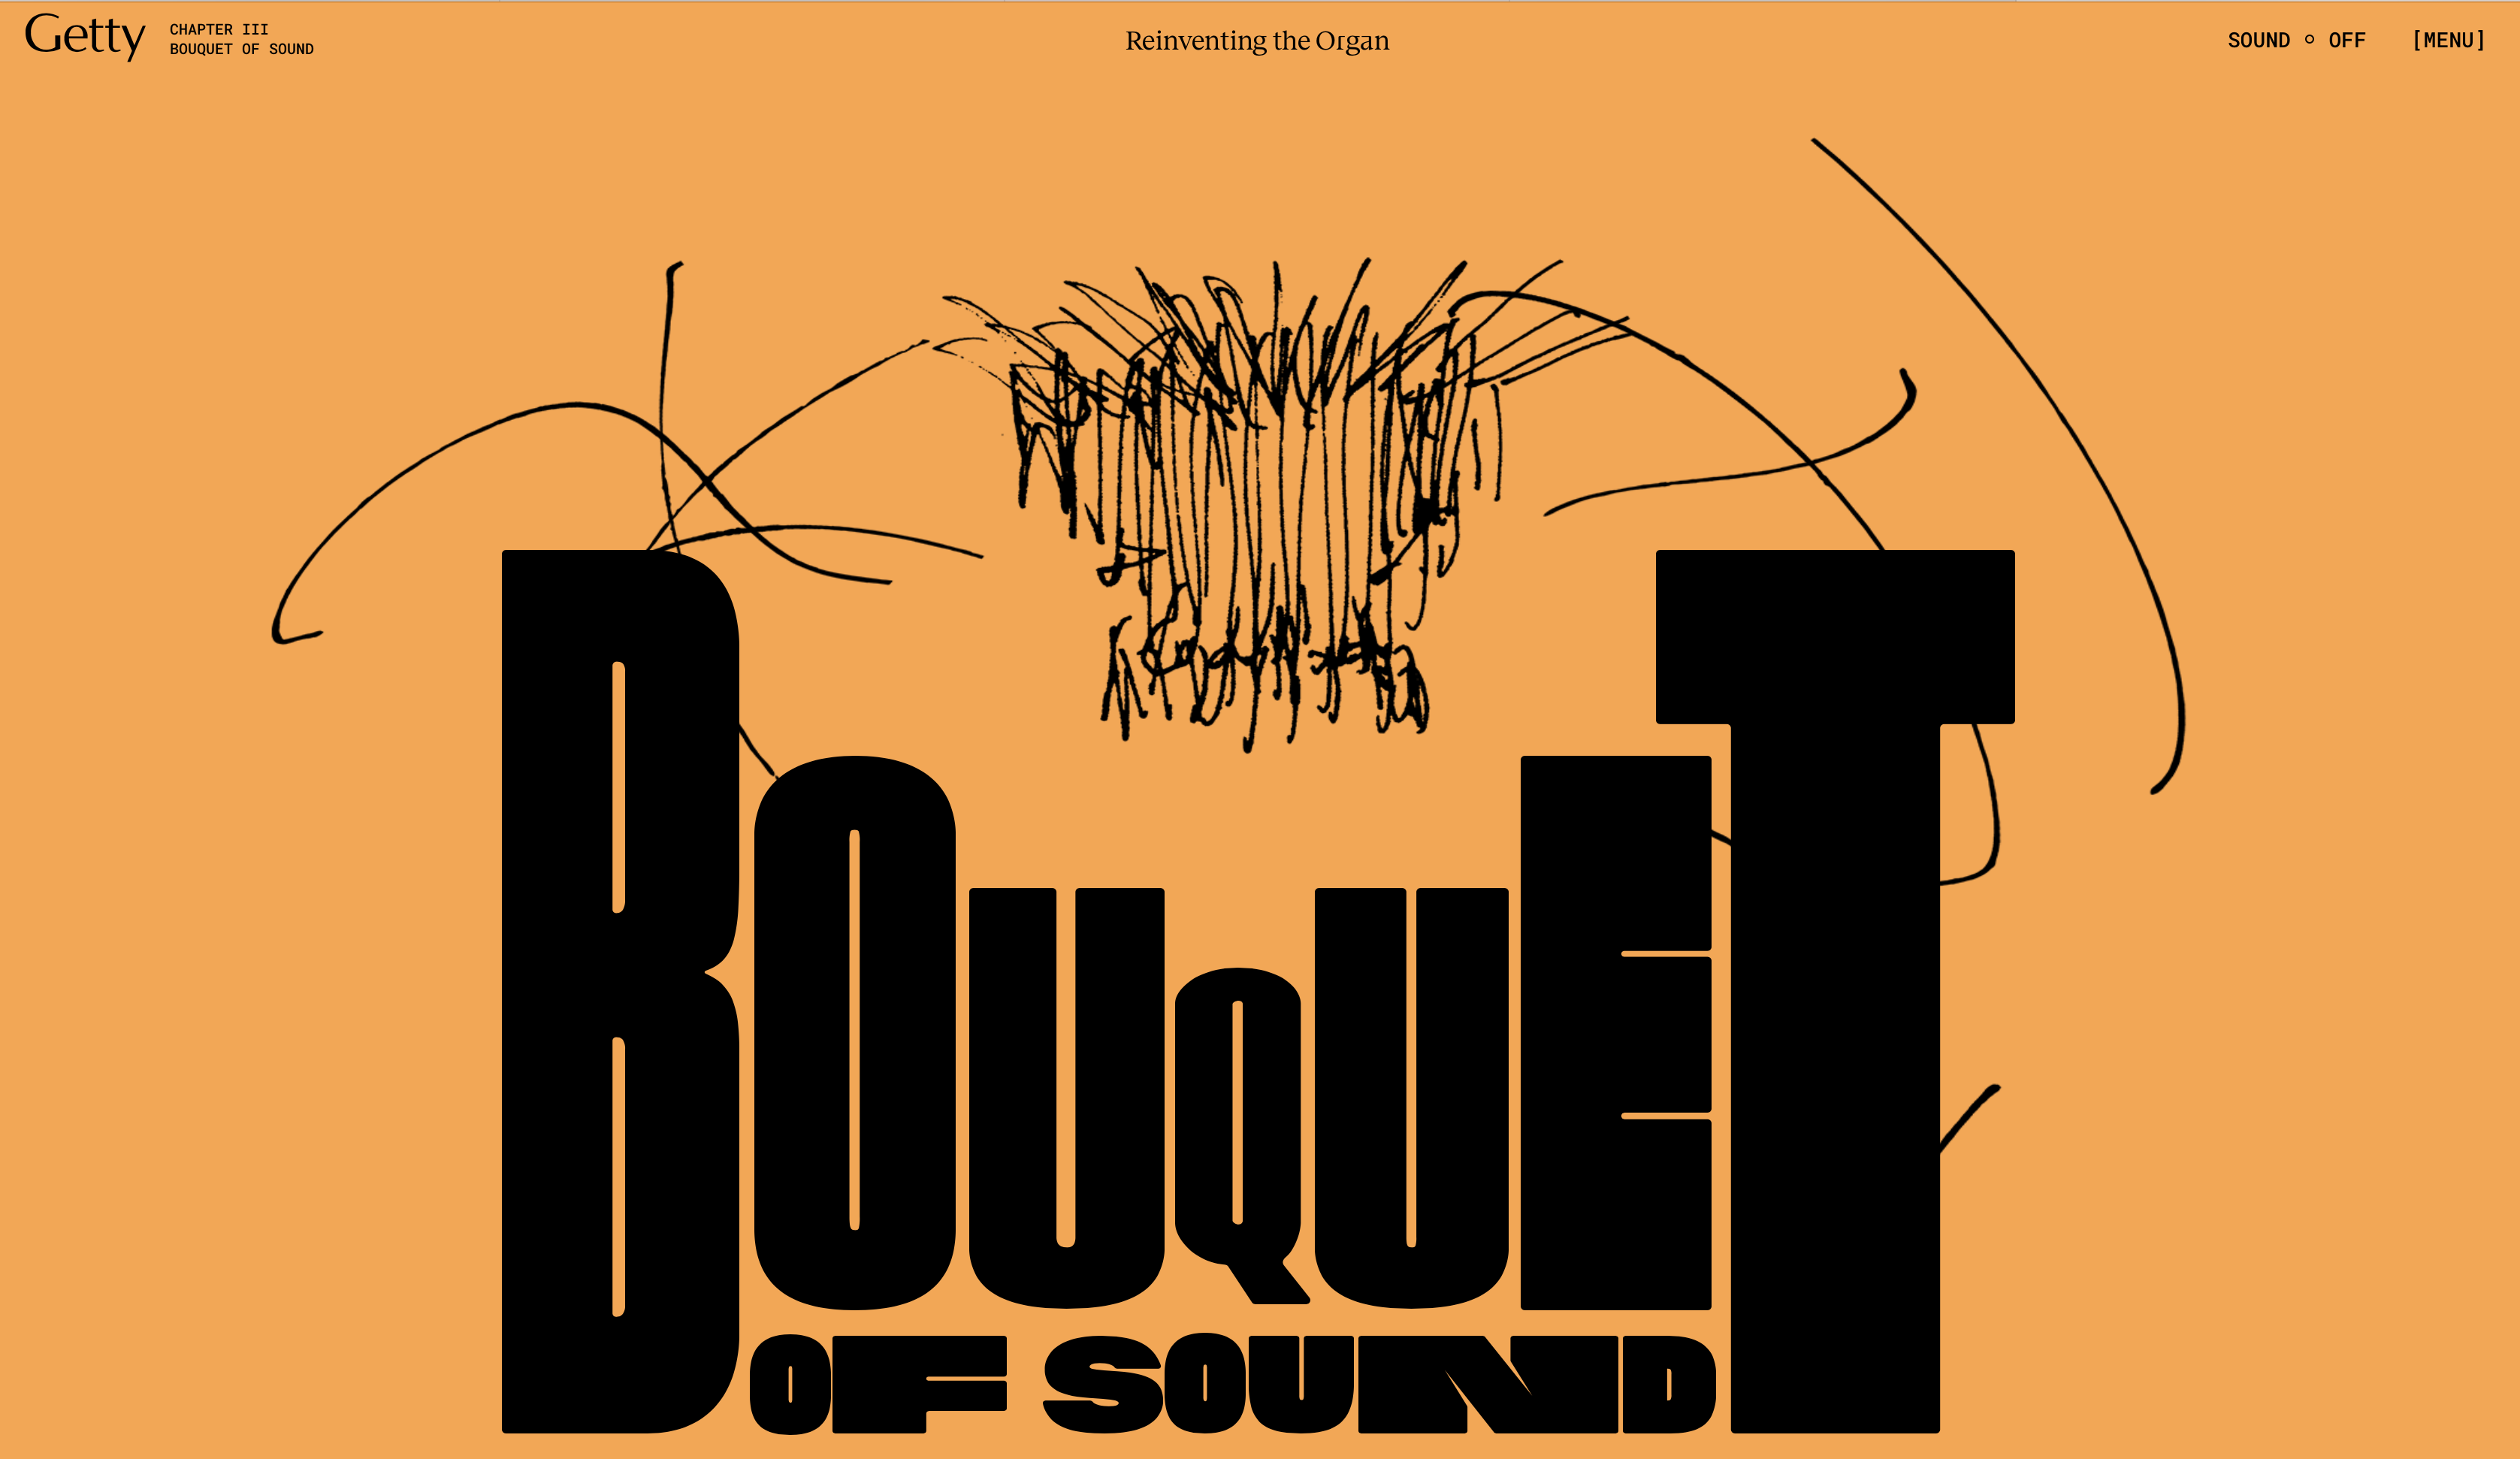 Getty
CHAPTER III
BOUQUET OF SOUND
Reinventing the Organ
SOUND ○ OFF
[MENU]
BOUQUET
OF SOUND